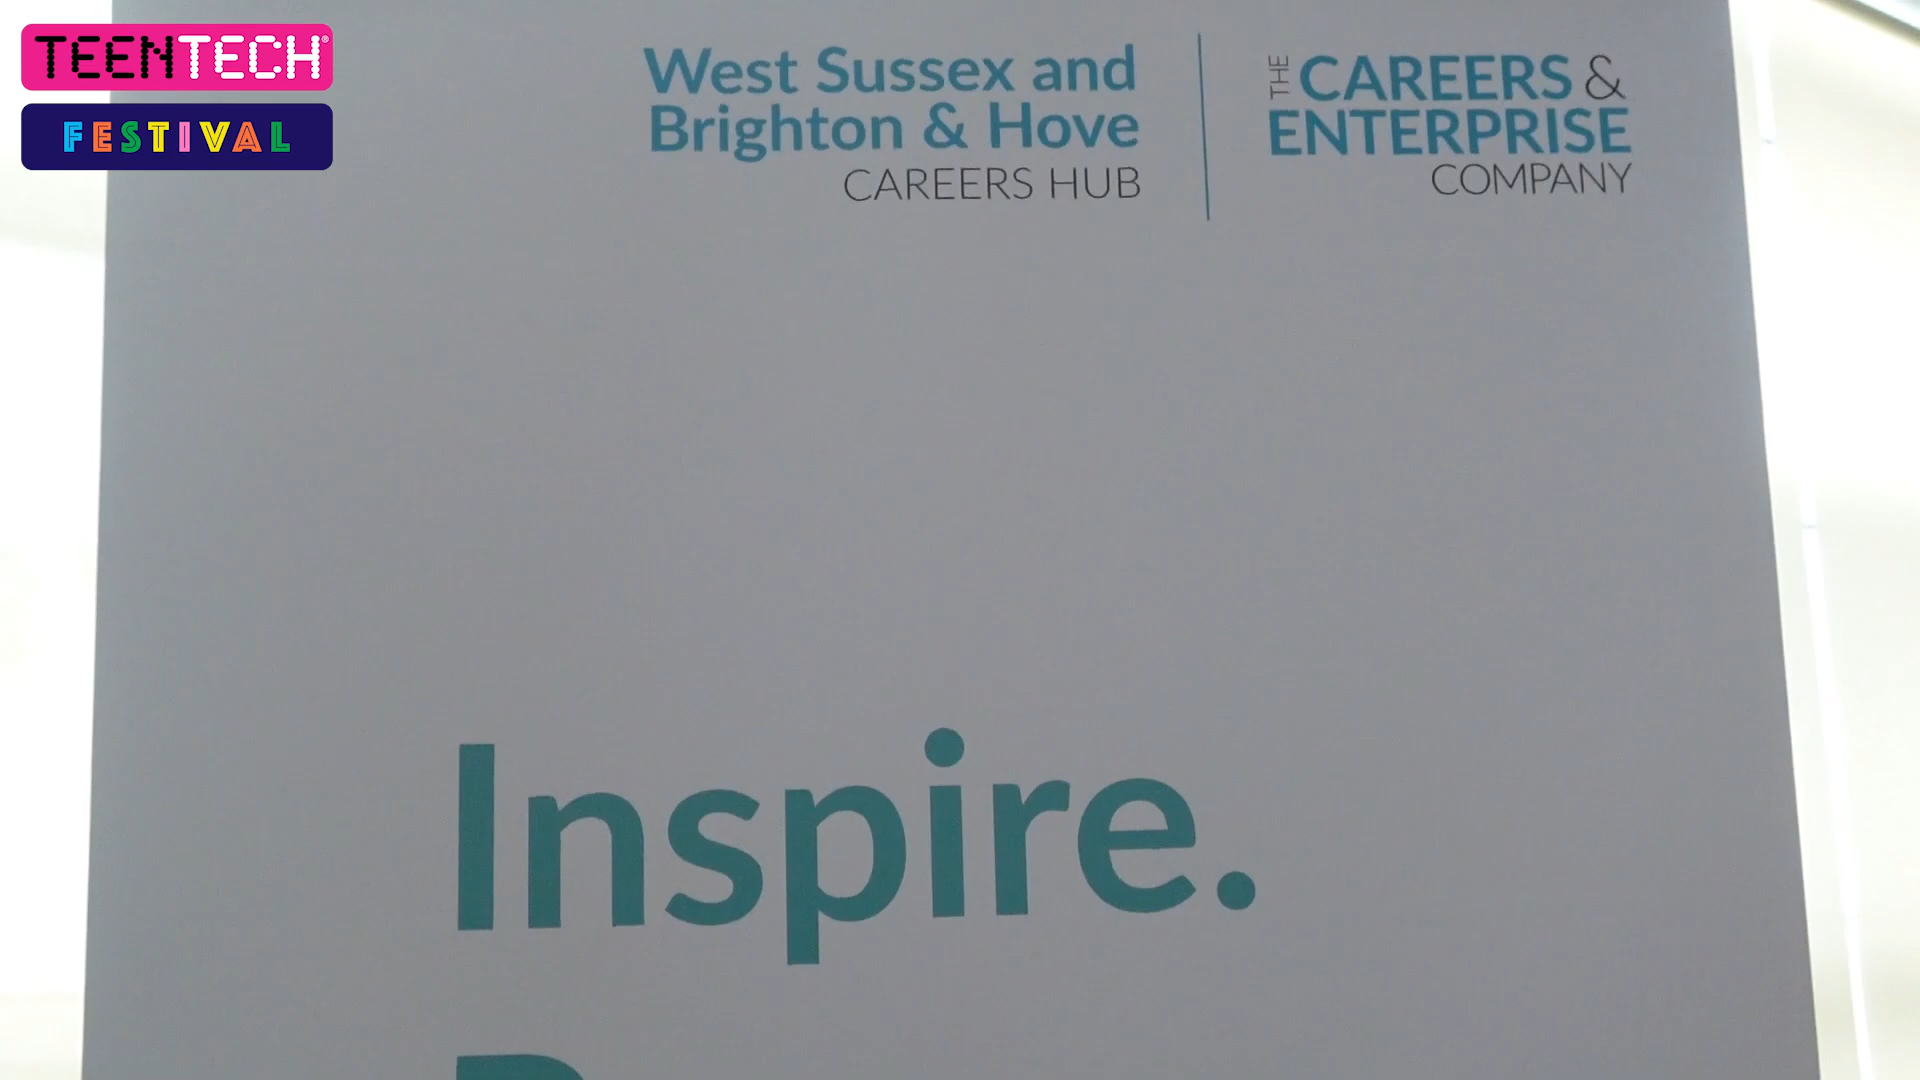 TEENTECH®
FESTIVAL
West Sussex and
Brighton & Hove
CAREERS HUB
THE CAREERS &
ENTERPRISE
COMPANY
Inspire.